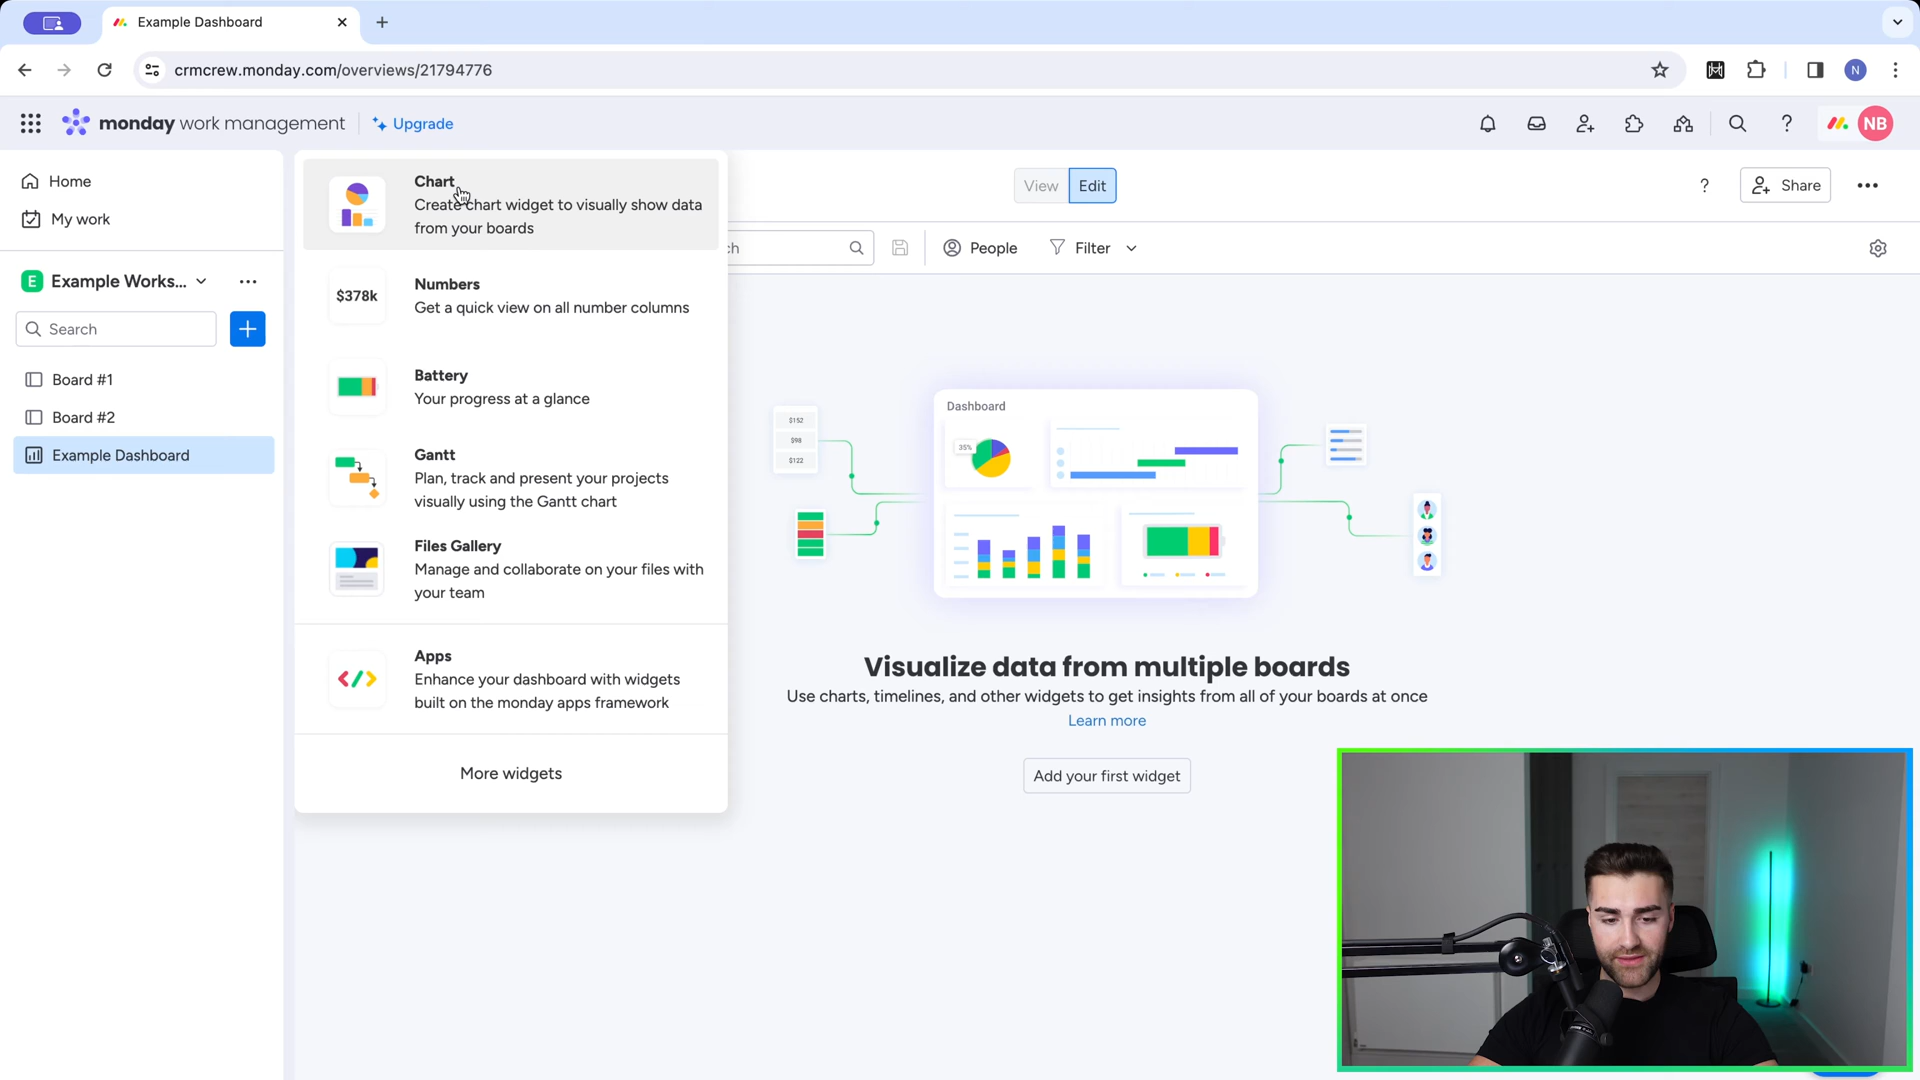 Example Dashboard
crmcrew.monday.com/overviews/21794776
N
monday work management
Upgrade
NB
Home
My work
E
Example Works...
Search
Board #1
Board #2
Example Dashboard
Chart
Create chart widget to visually show data
from your boards
$378k
Numbers
Get a quick view on all number columns
Battery
Your progress at a glance
Gantt
Plan, track and present your projects
visually using the Gantt chart
Files Gallery
Manage and collaborate on your files with
your team
Apps
Enhance your dashboard with widgets
built on the monday apps framework
More widgets
View
Edit
?
Share
ch
People
Filter
Dashboard
$152
$98
$122
35%
Visualize data from multiple boards
Use charts, timelines, and other widgets to get insights from all of your boards at once
Learn more
Add your first widget